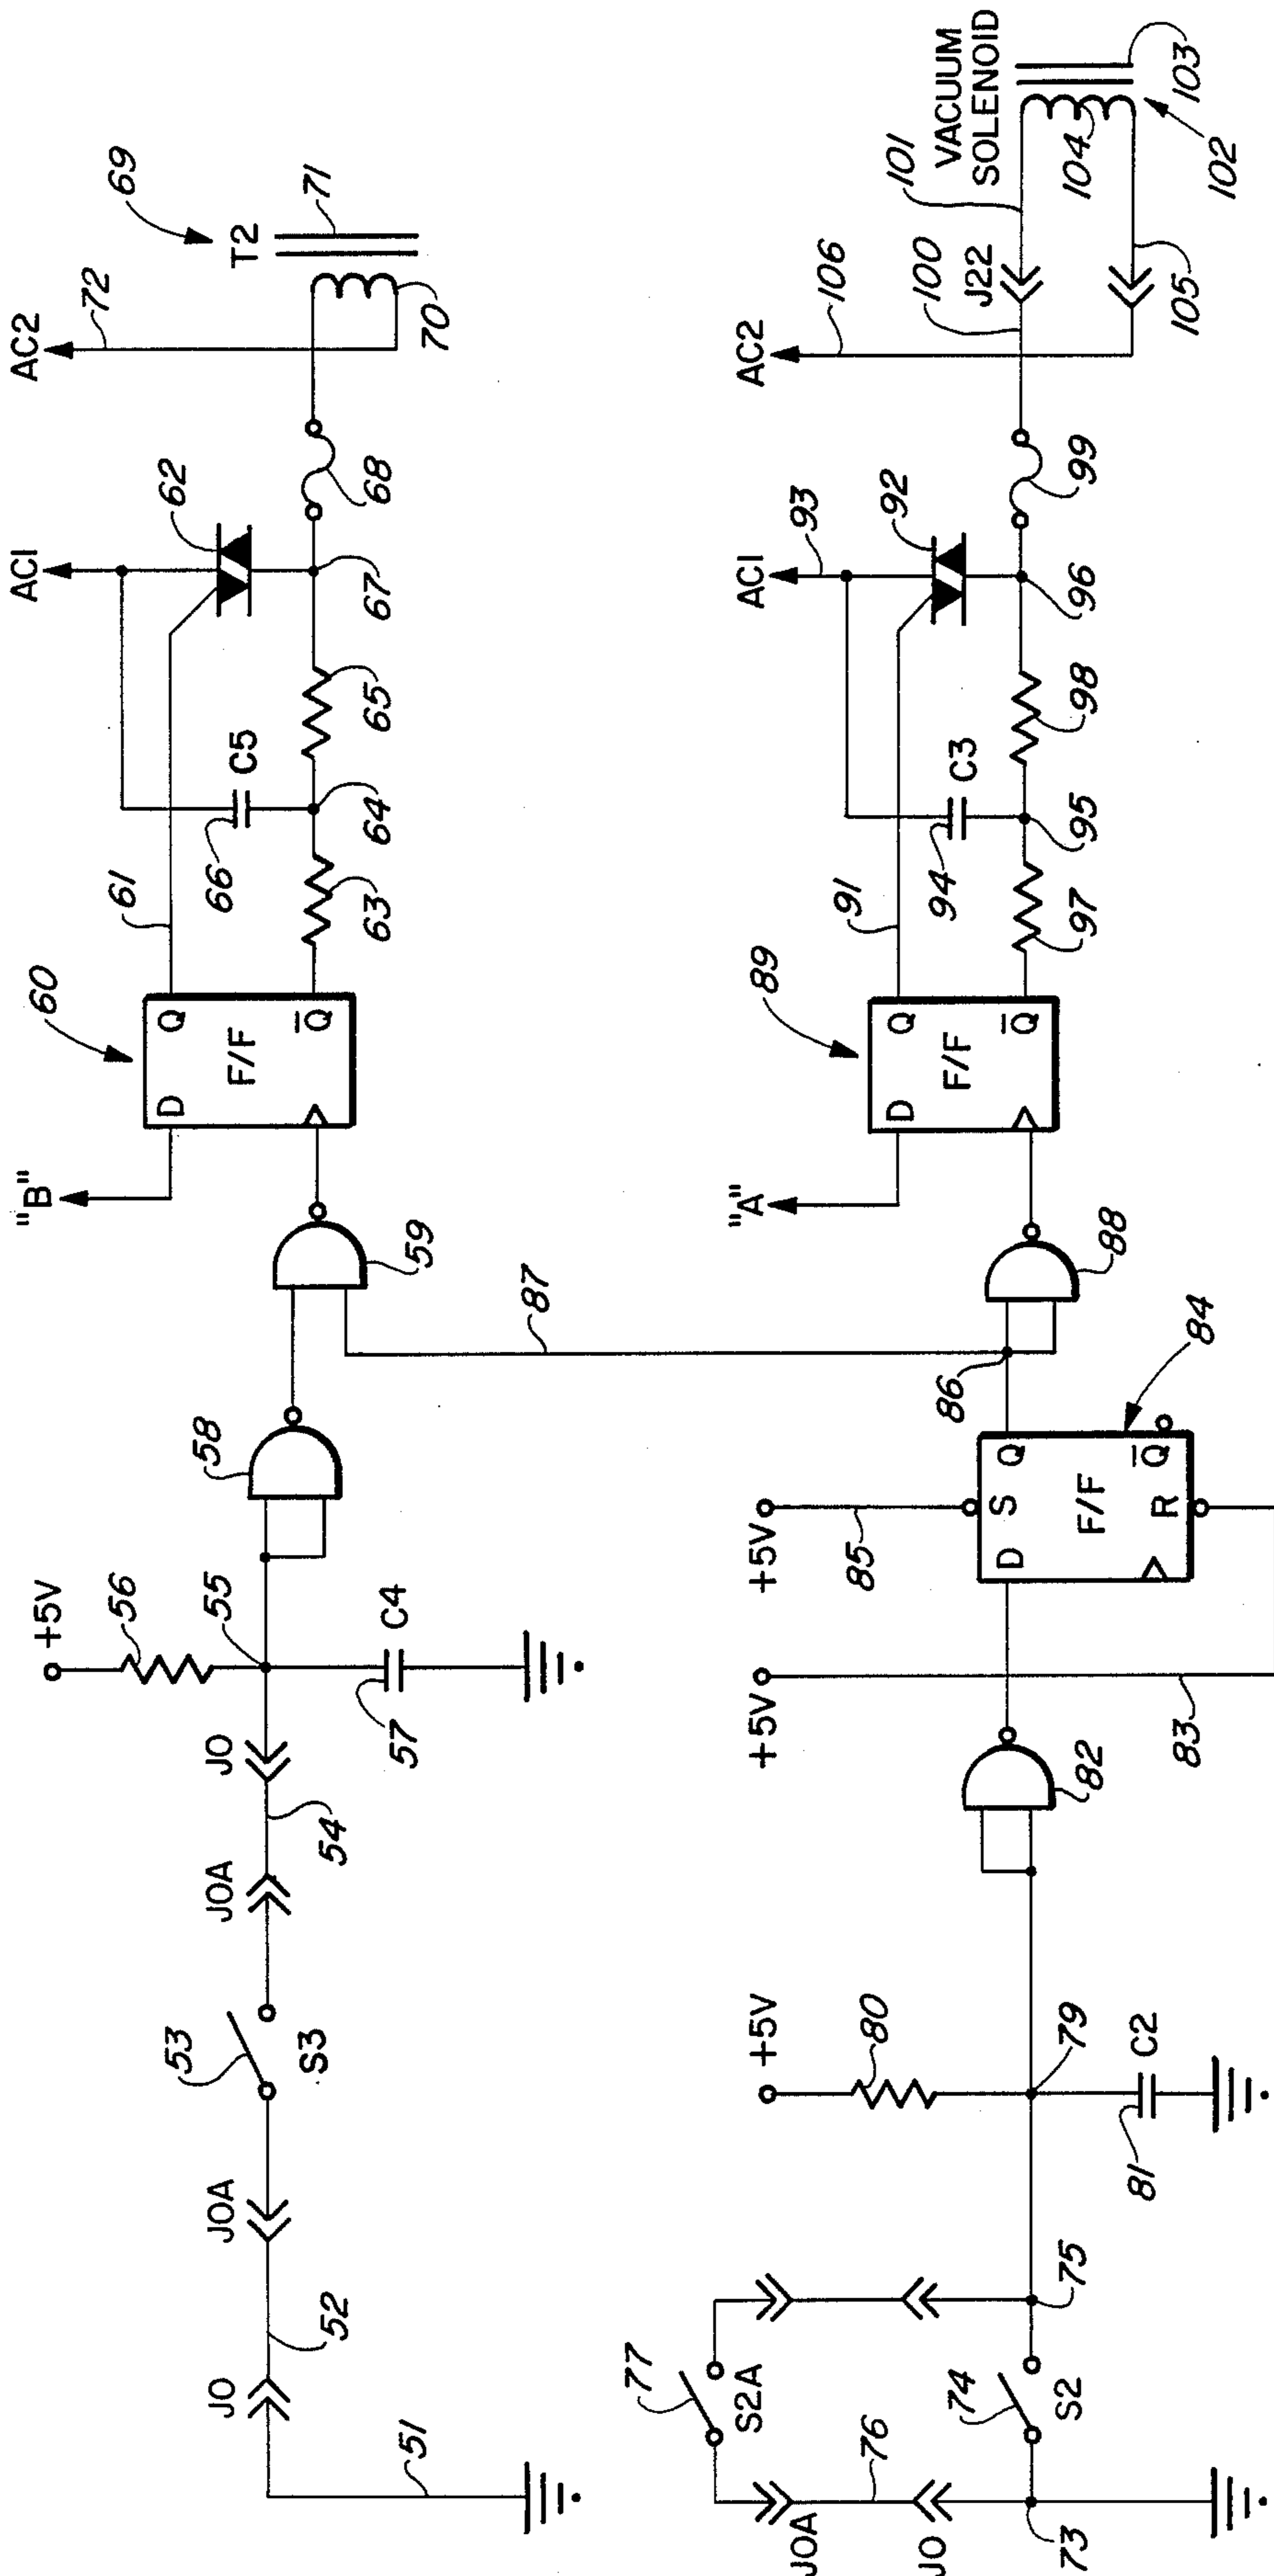 51
JO
52
JOA
53
S3
JOA
54
JO
55
+5V
56
57
C4
58
59
"B"
60
D
Q
F/F
Q
61
66
C5
63
64
65
AC1
62
67
68
AC2
72
T2
69
70
71
73
JO
JOA
76
77
S2A
74
S2
75
+5V
80
79
81
C2
82
+5V
83
+5V
85
D
S
Q
F/F
R
Q
84
86
87
88
"A"
89
D
Q
F/F
Q
91
94
C3
97
95
98
AC1
93
92
96
99
AC2
106
100
J22
101
105
VACUUM
SOLENOID
104
103
102